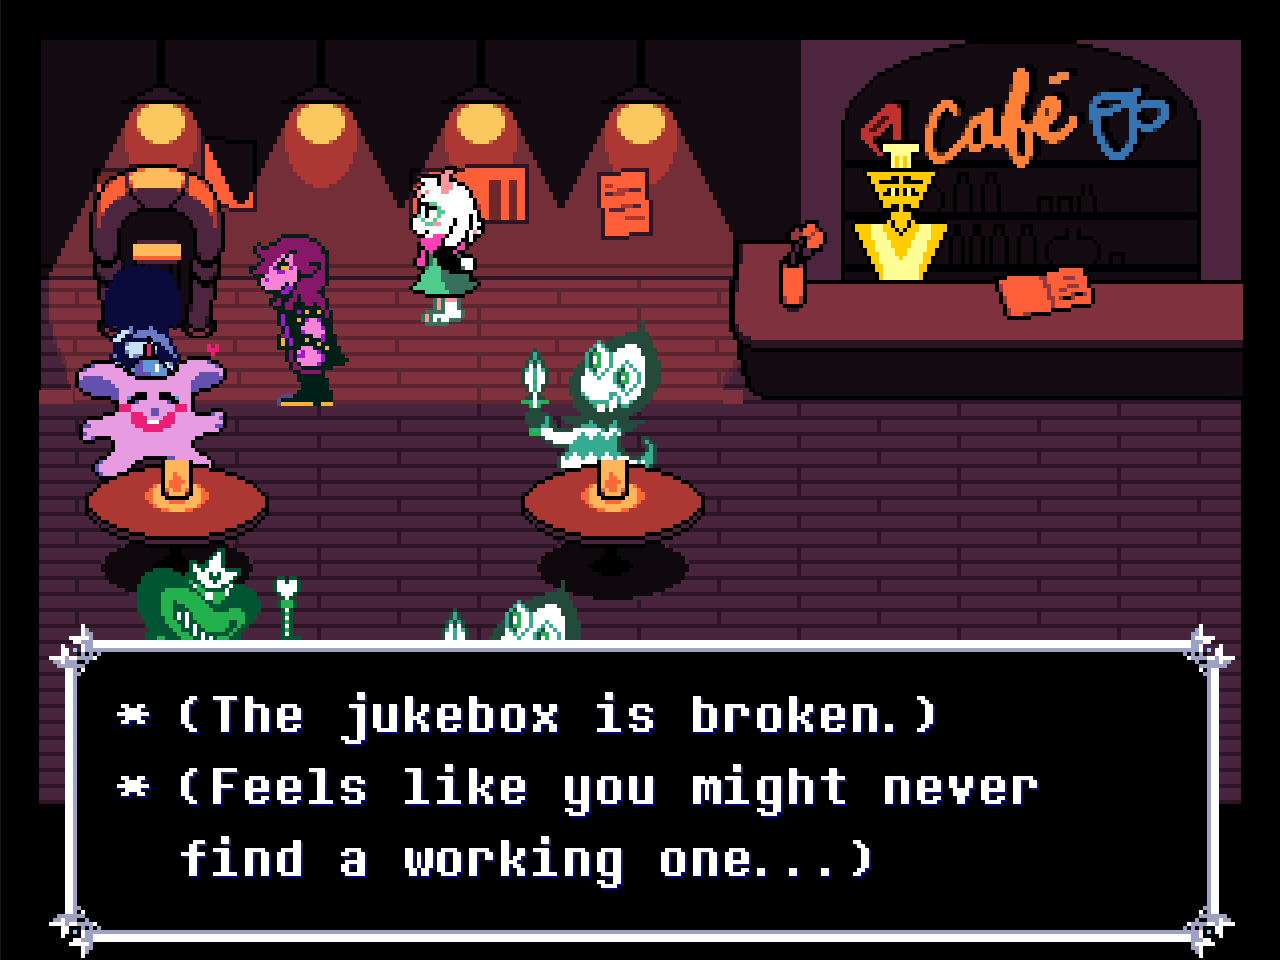 Café
* (The jukebox is broken.)
* (Feels like you might never
find a working one...)